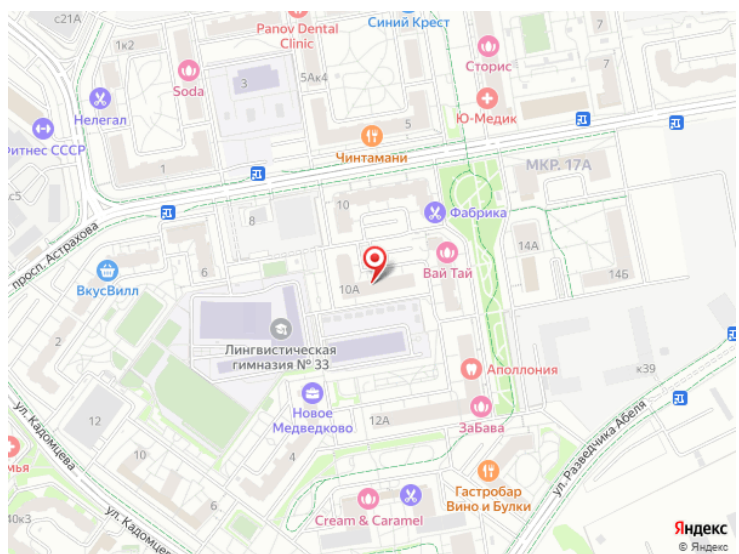 с21А
1к2
Panov Dental
Clinic
Синий Крест
Soda
3
5Ак4
Сторис
Нелегал
Ю-Медик
Фитнес СССР
5
Чинтамани
1
МКР. 17А
с5
8
10
Фабрика
просп. Астрахова
14А
Вай Тай
6
14Б
ВкусВилл
10А
Лингвистическая
гимназия № 33
2
Аполлония
к39
Новое
Медведково
12А
ЗаБава
12
ул. Кадомцева
ул. Разведчика Абеля
4
10
Гастробар
Вино и Булки
6
Cream & Caramel
40к3
ул. Кадомцева
Яндекс
© Яндекс